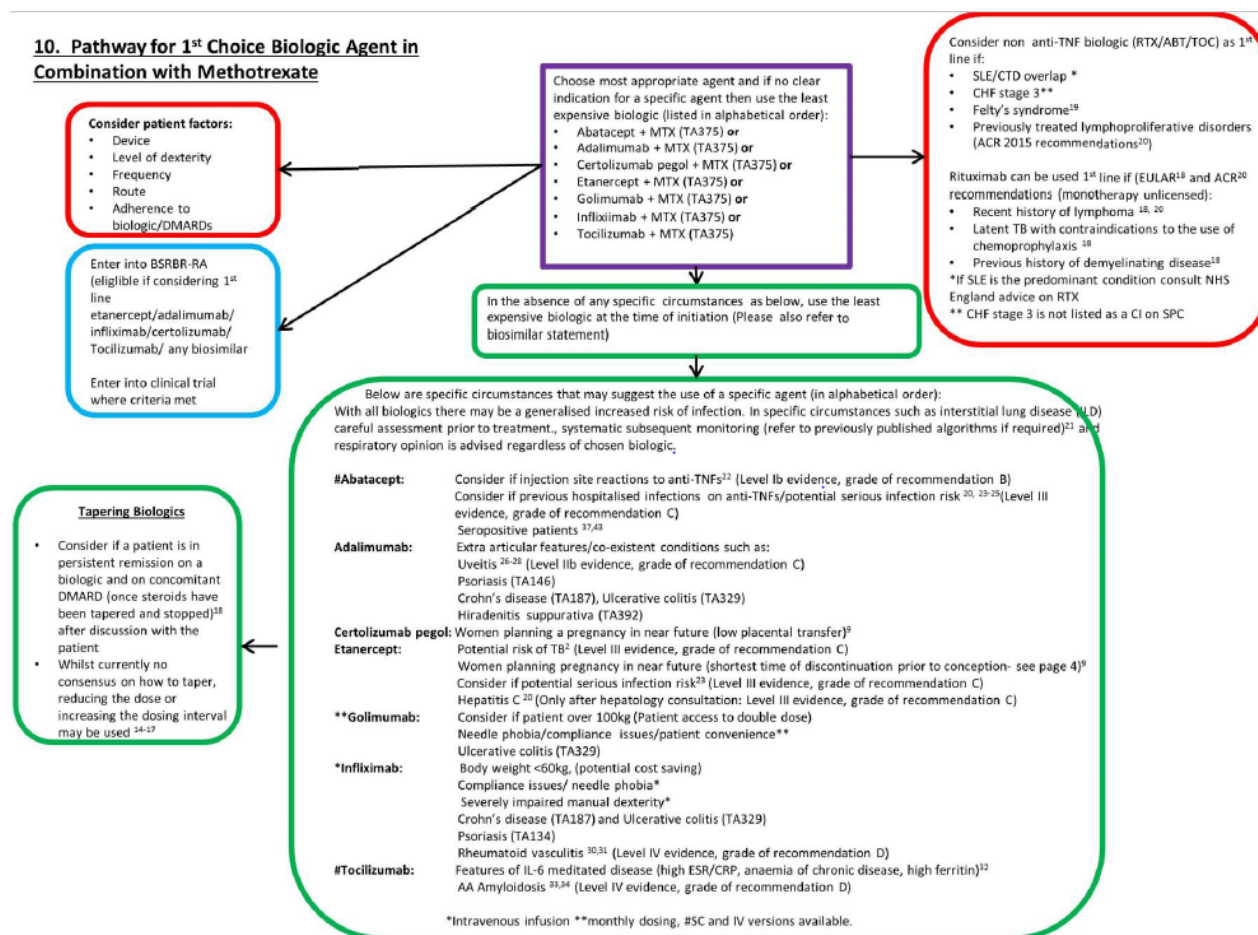 10. Pathway for 1st Choice Biologic Agent in
Combination with Methotrexate
Consider patient factors:
• Device
• Level of dexterity
• Frequency
• Route
• Adherence to
biologic/DMARDs
Enter into BSRBR-RA
(eliglible if considering 1st
line
etanercept/adalimumab/
infliximab/certolizumab/
Tocilizumab/ any biosimilar
Enter into clinical trial
where criteria met
Choose most appropriate agent and if no clear
indication for a specific agent then use the least
expensive biologic (listed in alphabetical order):
• Abatacept + MTX (TA375) or
• Adalimumab + MTX (TA375) or
• Certolizumab pegol + MTX (TA375) or
• Etanercept + MTX (TA375) or
• Golimumab + MTX (TA375) or
• Infliximab + MTX (TA375) or
• Tocilizumab + MTX (TA375)
Consider non anti-TNF biologic (RTX/ABT/TOC) as 1st
line if:
• SLE/CTD overlap *
• CHF stage 3**
• Felty's syndrome19
• Previously treated lymphoproliferative disorders
(ACR 2015 recommendations20)
Rituximab can be used 1st line if (EULAR18 and ACR20
recommendations (monotherapy unlicensed):
• Recent history of lymphoma 18, 20
• Latent TB with contraindications to the use of
chemoprophylaxis 18
• Previous history of demyelinating disease18
*If SLE is the predominant condition consult NHS
England advice on RTX
** CHF stage 3 is not listed as a CI on SPC
In the absence of any specific circumstances as below, use the least
expensive biologic at the time of initiation (Please also refer to
biosimilar statement)
Below are specific circumstances that may suggest the use of a specific agent (in alphabetical order):
With all biologics there may be a generalised increased risk of infection. In specific circumstances such as interstitial lung disease (ILD)
careful assessment prior to treatment., systematic subsequent monitoring (refer to previously published algorithms if required)21 and
respiratory opinion is advised regardless of chosen biologic.
#Abatacept: Consider if injection site reactions to anti-TNFs22 (Level Ib evidence, grade of recommendation B)
Consider if previous hospitalised infections on anti-TNFs/potential serious infection risk 20, 23-25(Level III
evidence, grade of recommendation C)
Seropositive patients 37,43
Adalimumab: Extra articular features/co-existent conditions such as:
Uveitis 26-28 (Level IIb evidence, grade of recommendation C)
Psoriasis (TA146)
Crohn's disease (TA187), Ulcerative colitis (TA329)
Hiradenitis suppurativa (TA392)
Certolizumab pegol: Women planning a pregnancy in near future (low placental transfer)9
Etanercept: Potential risk of TB2 (Level III evidence, grade of recommendation C)
Women planning pregnancy in near future (shortest time of discontinuation prior to conception- see page 4)9
Consider if potential serious infection risk23 (Level III evidence, grade of recommendation C)
Hepatitis C 20 (Only after hepatology consultation: Level III evidence, grade of recommendation C)
**Golimumab: Consider if patient over 100kg (Patient access to double dose)
Needle phobia/compliance issues/patient convenience**
Ulcerative colitis (TA329)
*Infliximab: Body weight <60kg, (potential cost saving)
Compliance issues/ needle phobia*
Severely impaired manual dexterity*
Crohn's disease (TA187) and Ulcerative colitis (TA329)
Psoriasis (TA134)
Rheumatoid vasculitis 30,31 (Level IV evidence, grade of recommendation D)
#Tocilizumab: Features of IL-6 meditated disease (high ESR/CRP, anaemia of chronic disease, high ferritin)32
AA Amyloidosis 33,34 (Level IV evidence, grade of recommendation D)
*Intravenous infusion **monthly dosing, #SC and IV versions available.
Tapering Biologics
• Consider if a patient is in
persistent remission on a
biologic and on concomitant
DMARD (once steroids have
been tapered and stopped)18
after discussion with the
patient
• Whilst currently no
consensus on how to taper,
reducing the dose or
increasing the dosing interval
may be used 14-17